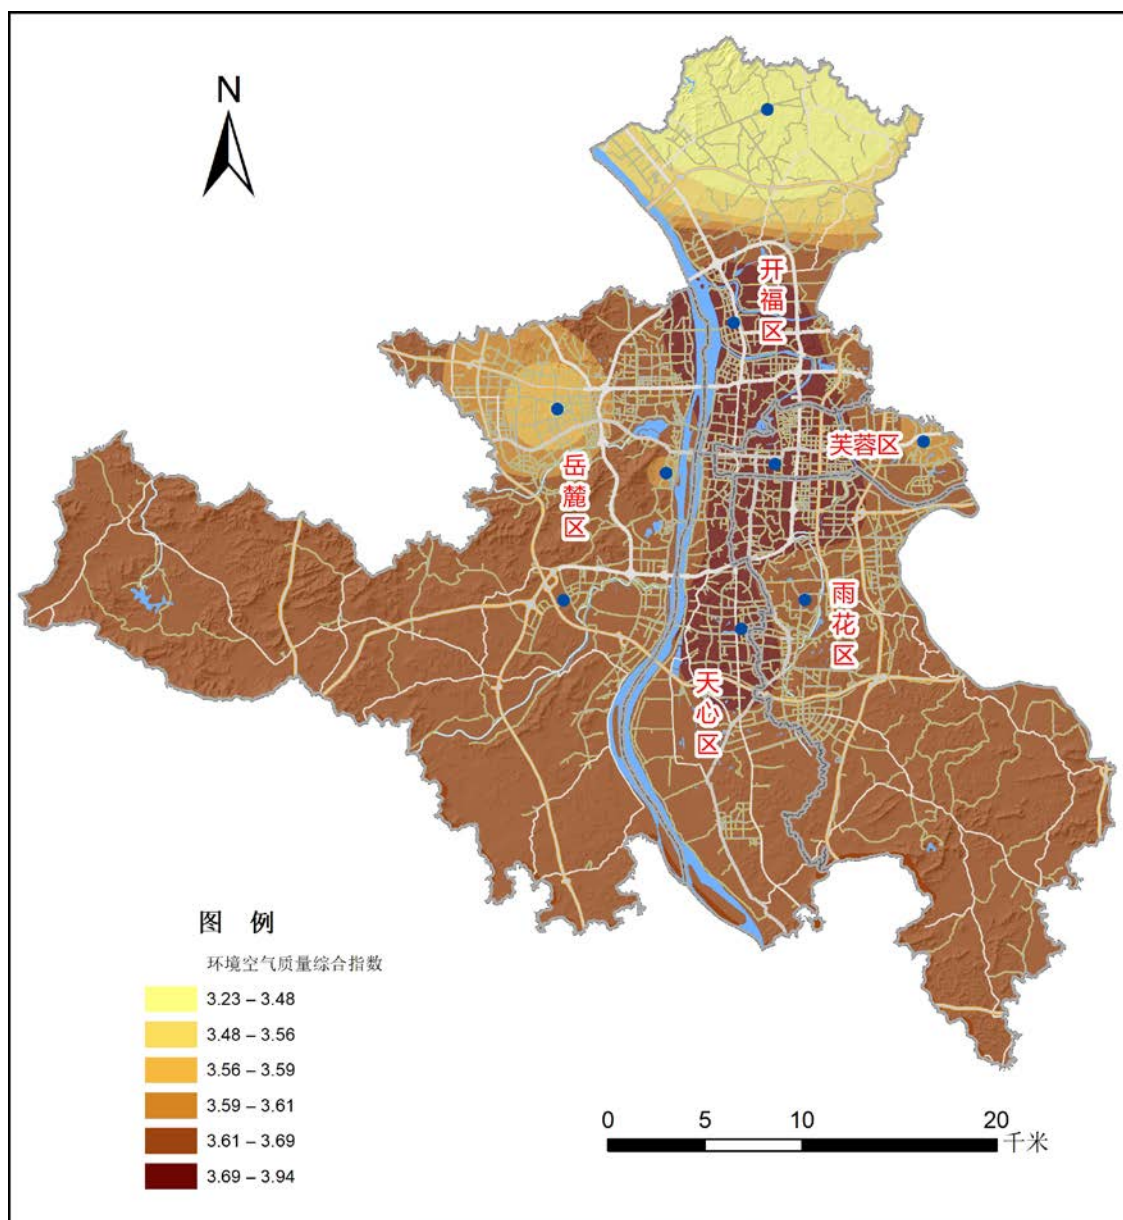 N
开福区
芙蓉区
岳麓区
雨花区
天心区
图 例
环境空气质量综合指数
3.23 – 3.48
3.48 – 3.56
3.56 – 3.59
3.59 – 3.61
3.61 – 3.69
3.69 – 3.94
0 5 10 20
千米